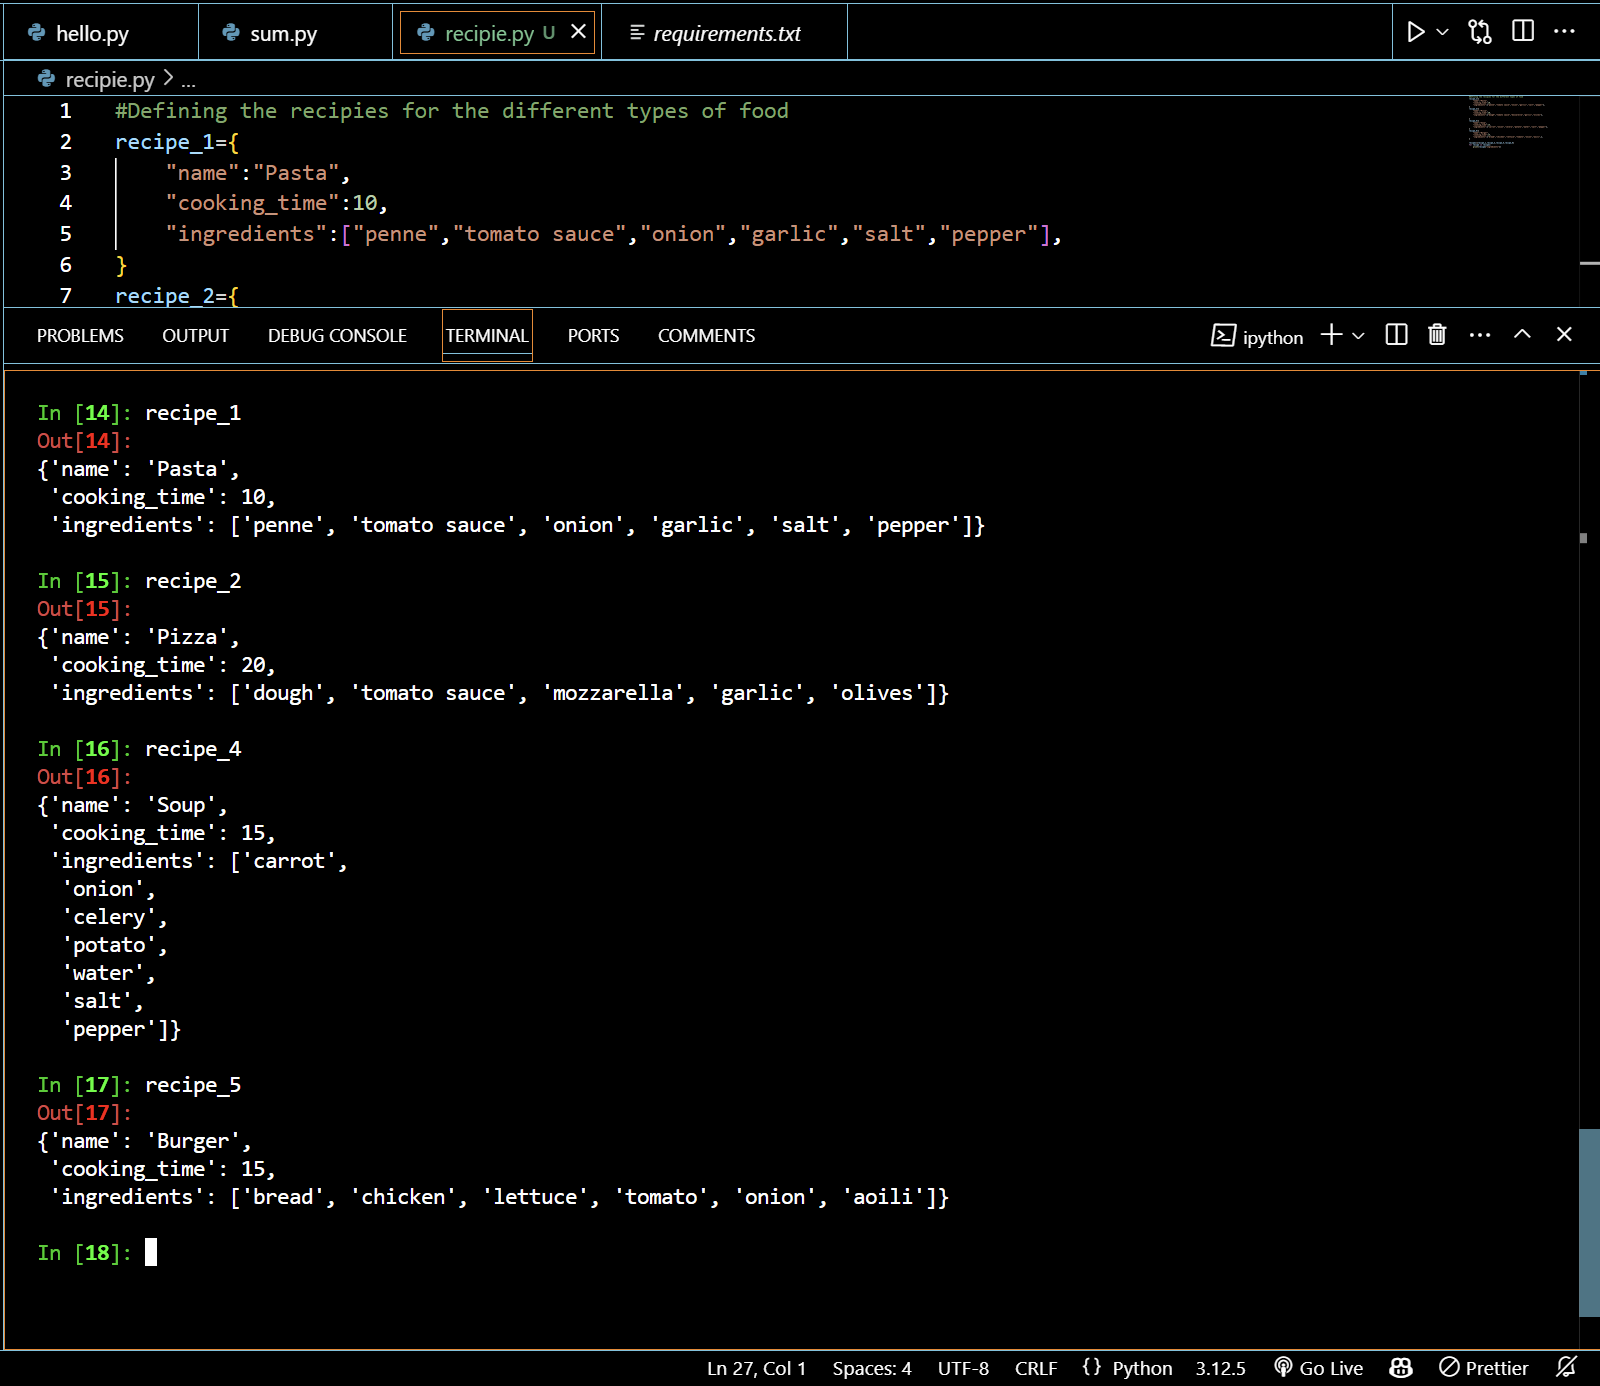 hello.py sum.py recipie.py U requirements.txt
recipie.py > ...
1 #Defining the recipies for the different types of food
2 recipe_1={
3 "name":"Pasta",
4 "cooking_time":10,
5 "ingredients":["penne","tomato sauce","onion","garlic","salt","pepper"],
6 }
7 recipe_2={
PROBLEMS OUTPUT DEBUG CONSOLE TERMINAL PORTS COMMENTS ipython
In [14]: recipe_1
Out[14]:
{'name': 'Pasta',
'cooking_time': 10,
'ingredients': ['penne', 'tomato sauce', 'onion', 'garlic', 'salt', 'pepper']}
In [15]: recipe_2
Out[15]:
{'name': 'Pizza',
'cooking_time': 20,
'ingredients': ['dough', 'tomato sauce', 'mozzarella', 'garlic', 'olives']}
In [16]: recipe_4
Out[16]:
{'name': 'Soup',
'cooking_time': 15,
'ingredients': ['carrot',
'onion',
'celery',
'potato',
'water',
'salt',
'pepper']}
In [17]: recipe_5
Out[17]:
{'name': 'Burger',
'cooking_time': 15,
'ingredients': ['bread', 'chicken', 'lettuce', 'tomato', 'onion', 'aoili']}
In [18]:
Ln 27, Col 1 Spaces: 4 UTF-8 CRLF {} Python 3.12.5 Go Live Prettier